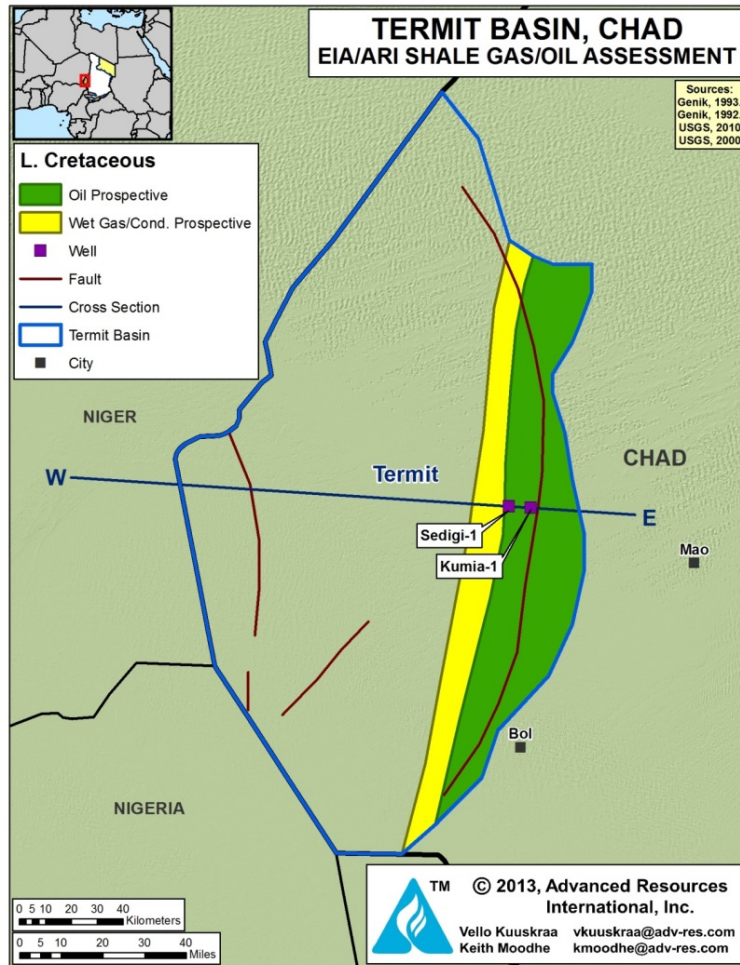 TERMIT BASIN, CHAD
EIA/ARI SHALE GAS/OIL ASSESSMENT
Sources:
Genik, 1993.
Genik, 1992.
USGS, 2010
USGS, 2000
L. Cretaceous
Oil Prospective
Wet Gas/Cond. Prospective
Well
Fault
Cross Section
Termit Basin
City
NIGER
CHAD
W
Termit
E
Sedigi-1
Kumia-1
Mao
Bol
NIGERIA
0 5 10 20 30 40
Kilometers
0 5 10 20 30 40
Miles
TM
© 2013, Advanced Resources
International, Inc.
Vello Kuuskraa vkuuskraa@adv-res.com
Keith Moodhe kmoodhe@adv-res.com